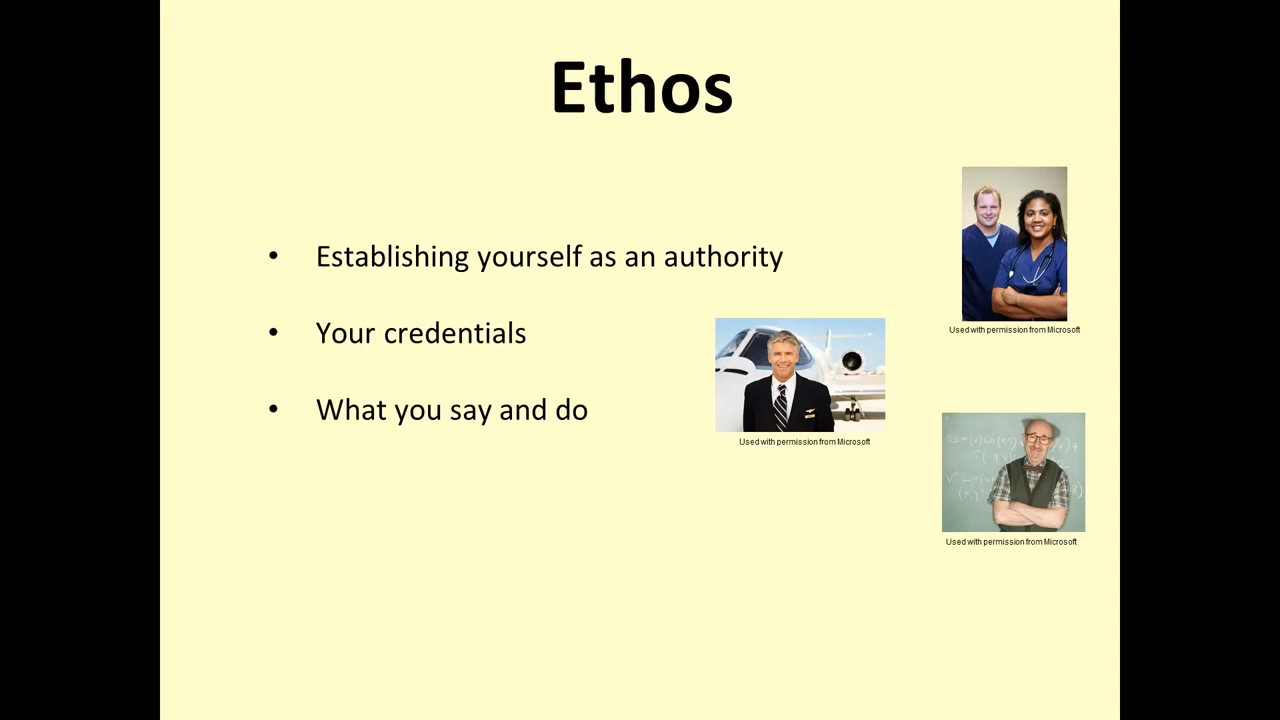 Ethos
• Establishing yourself as an authority
• Your credentials
• What you say and do
Used with permission from Microsoft
Used with permission from Microsoft
Used with permission from Microsoft